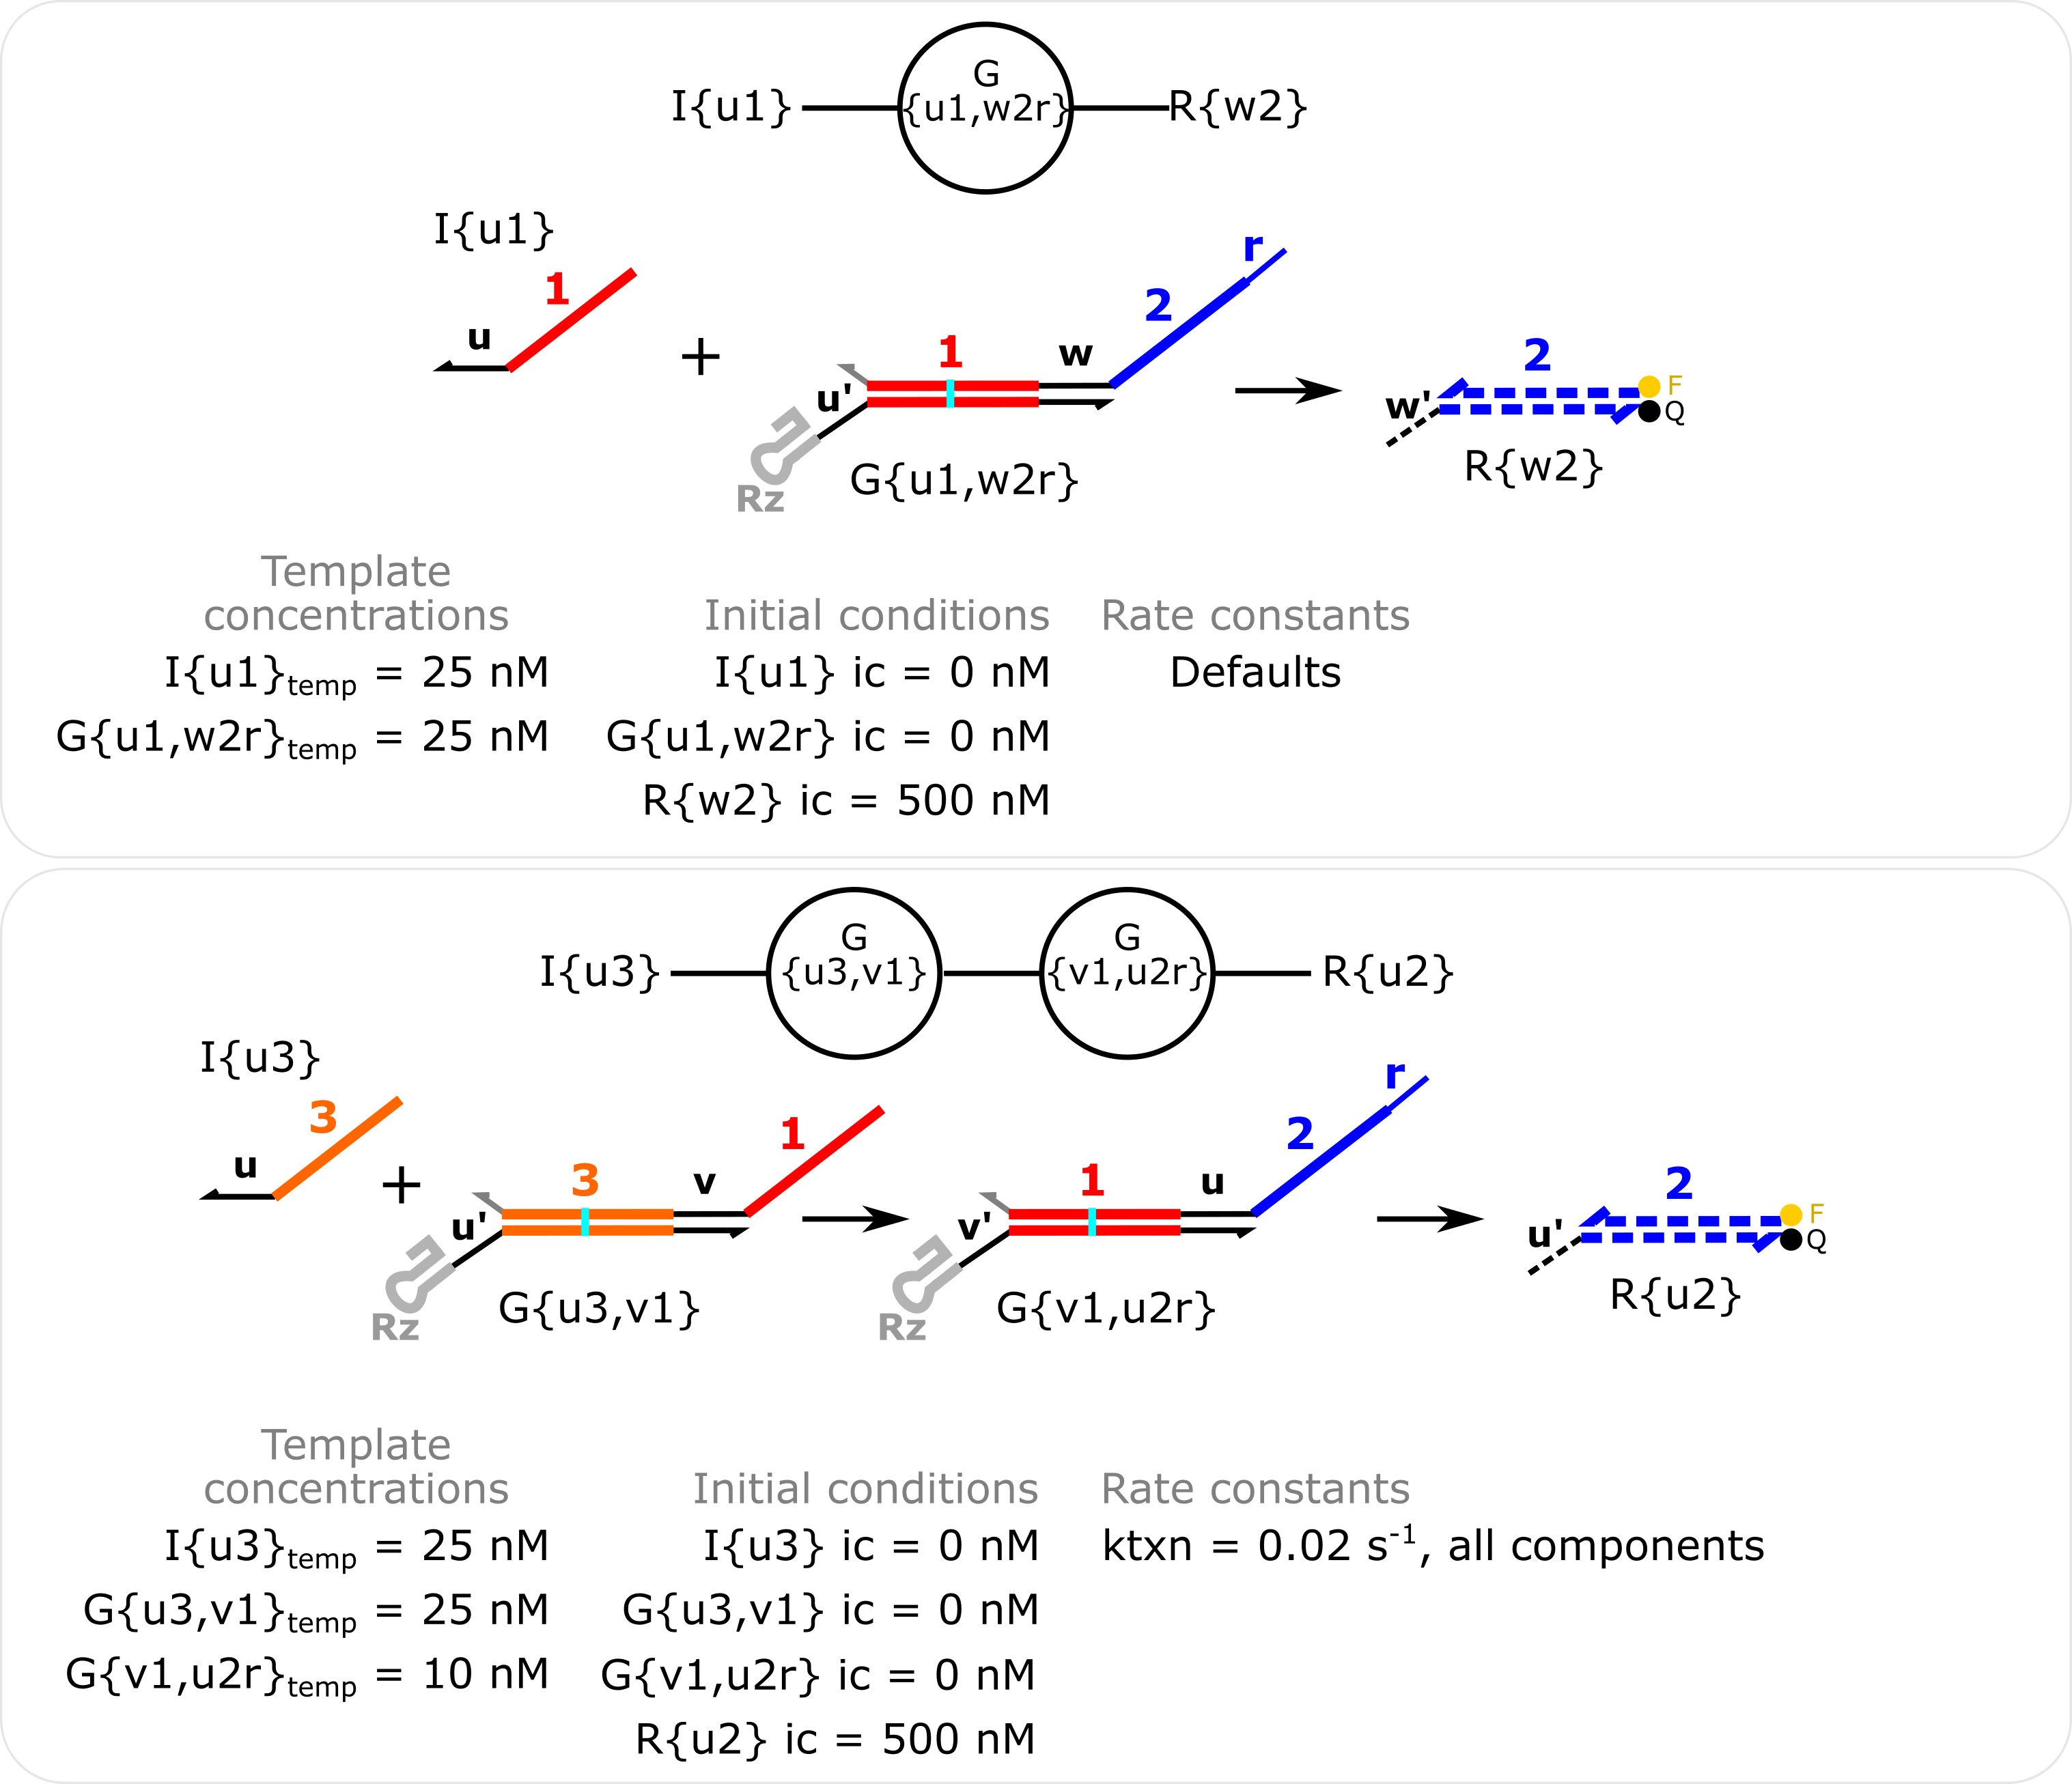 I{u1}
G
{u1,w2r}
R{w2}
I{u1}
1
u
+
u'
1
w
2
r
Rz
G{u1,w2r}
w'
2
F
Q
R{w2}
Template
concentrations
I{u1}temp = 25 nM
G{u1,w2r}temp = 25 nM
Initial conditions
I{u1} ic = 0 nM
G{u1,w2r} ic = 0 nM
R{w2} ic = 500 nM
Rate constants
Defaults
I{u3}
G
{u3,v1}
G
{v1,u2r}
R{u2}
I{u3}
3
u
+
u'
3
v
1
Rz
G{u3,v1}
v'
1
u
2
r
Rz
G{v1,u2r}
u'
2
F
Q
R{u2}
Template
concentrations
I{u3}temp = 25 nM
G{u3,v1}temp = 25 nM
G{v1,u2r}temp = 10 nM
Initial conditions
I{u3} ic = 0 nM
G{u3,v1} ic = 0 nM
G{v1,u2r} ic = 0 nM
R{u2} ic = 500 nM
Rate constants
ktxn = 0.02 s-1, all components